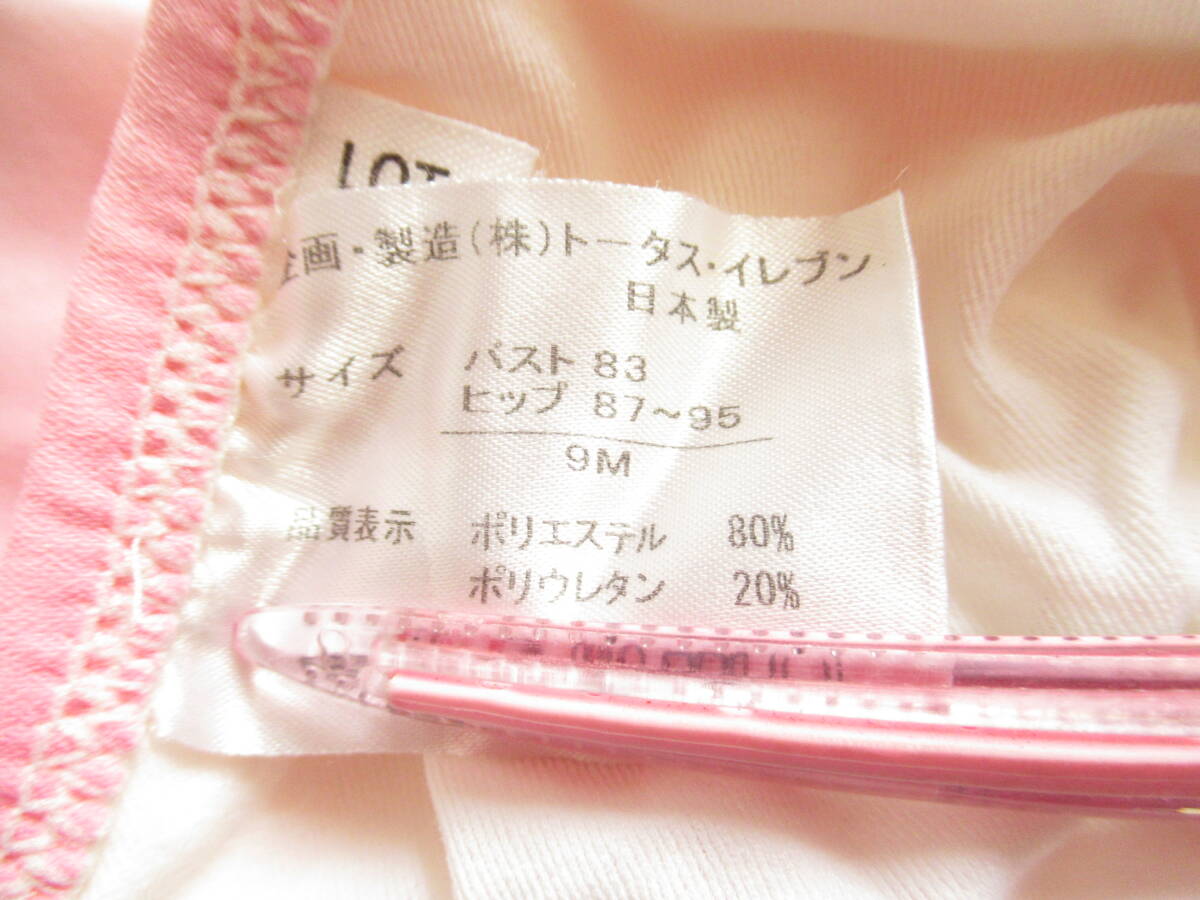 LOT
企画・製造(株)トータス・イレブン
日本製
サイズ バスト 83
ヒップ 87~95
9M
品質表示 ポリエステル 80%
ポリウレタン 20%